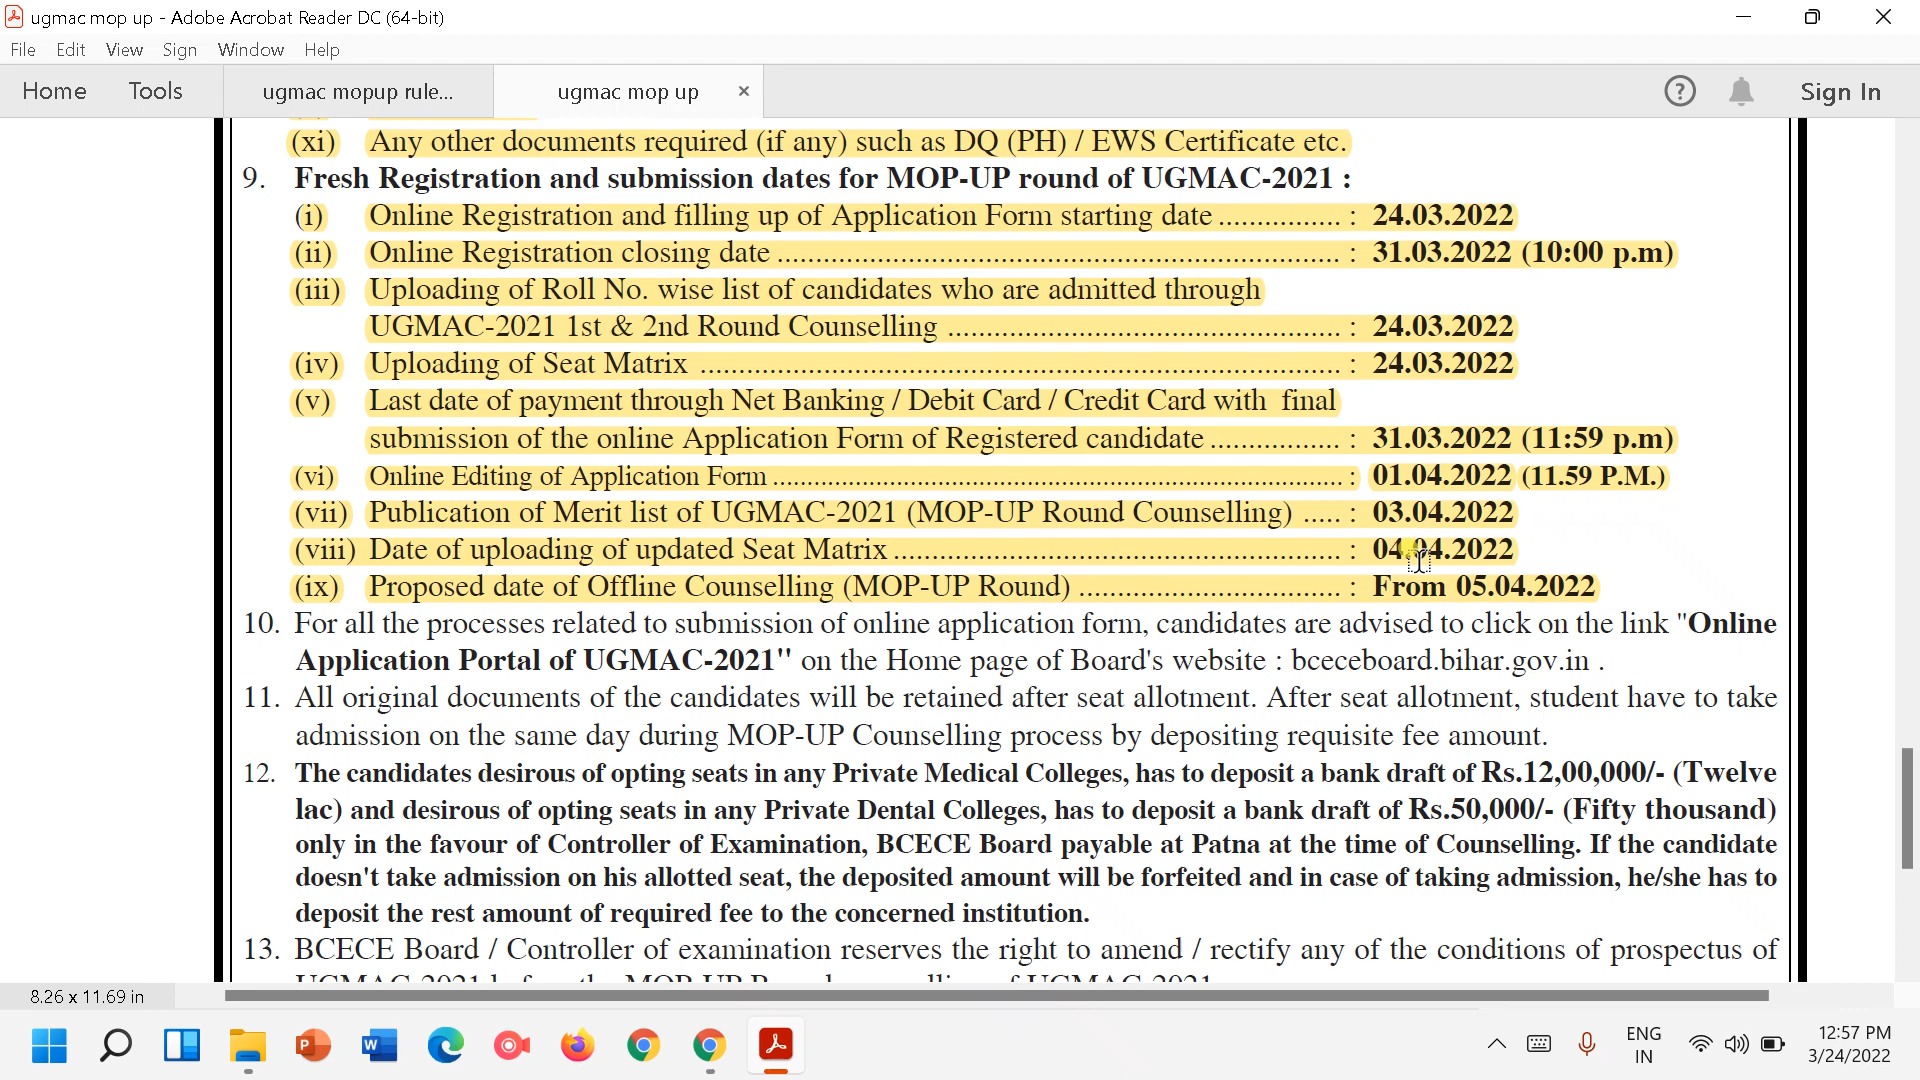 ugmac mop up - Adobe Acrobat Reader DC (64-bit)
File Edit View Sign Window Help
Home Tools ugmac mopup rule... ugmac mop up × ? Sign In
(xi) Any other documents required (if any) such as DQ (PH) / EWS Certificate etc.
9. Fresh Registration and submission dates for MOP-UP round of UGMAC-2021 :
(i) Online Registration and filling up of Application Form starting date ............... : 24.03.2022
(ii) Online Registration closing date ...................................................................... : 31.03.2022 (10:00 p.m)
(iii) Uploading of Roll No. wise list of candidates who are admitted through
UGMAC-2021 1st & 2nd Round Counselling ................................................. : 24.03.2022
(iv) Uploading of Seat Matrix ................................................................................ : 24.03.2022
(v) Last date of payment through Net Banking / Debit Card / Credit Card with final
submission of the online Application Form of Registered candidate ................ : 31.03.2022 (11:59 p.m)
(vi) Online Editing of Application Form ................................................................................... : 01.04.2022 (11.59 P.M.)
(vii) Publication of Merit list of UGMAC-2021 (MOP-UP Round Counselling) ..... : 03.04.2022
(viii) Date of uploading of updated Seat Matrix ........................................................ : 04.04.2022
(ix) Proposed date of Offline Counselling (MOP-UP Round) ................................. : From 05.04.2022
10. For all the processes related to submission of online application form, candidates are advised to click on the link "Online
Application Portal of UGMAC-2021" on the Home page of Board's website : bceceboard.bihar.gov.in .
11. All original documents of the candidates will be retained after seat allotment. After seat allotment, student have to take
admission on the same day during MOP-UP Counselling process by depositing requisite fee amount.
12. The candidates desirous of opting seats in any Private Medical Colleges, has to deposit a bank draft of Rs.12,00,000/- (Twelve
lac) and desirous of opting seats in any Private Dental Colleges, has to deposit a bank draft of Rs.50,000/- (Fifty thousand)
only in the favour of Controller of Examination, BCECE Board payable at Patna at the time of Counselling. If the candidate
doesn't take admission on his allotted seat, the deposited amount will be forfeited and in case of taking admission, he/she has to
deposit the rest amount of required fee to the concerned institution.
13. BCECE Board / Controller of examination reserves the right to amend / rectify any of the conditions of prospectus of
UGMAC-2021 before the MOP-UP Round counselling of UGMAC-2021
8.26 x 11.69 in
ENG
IN
12:57 PM
3/24/2022